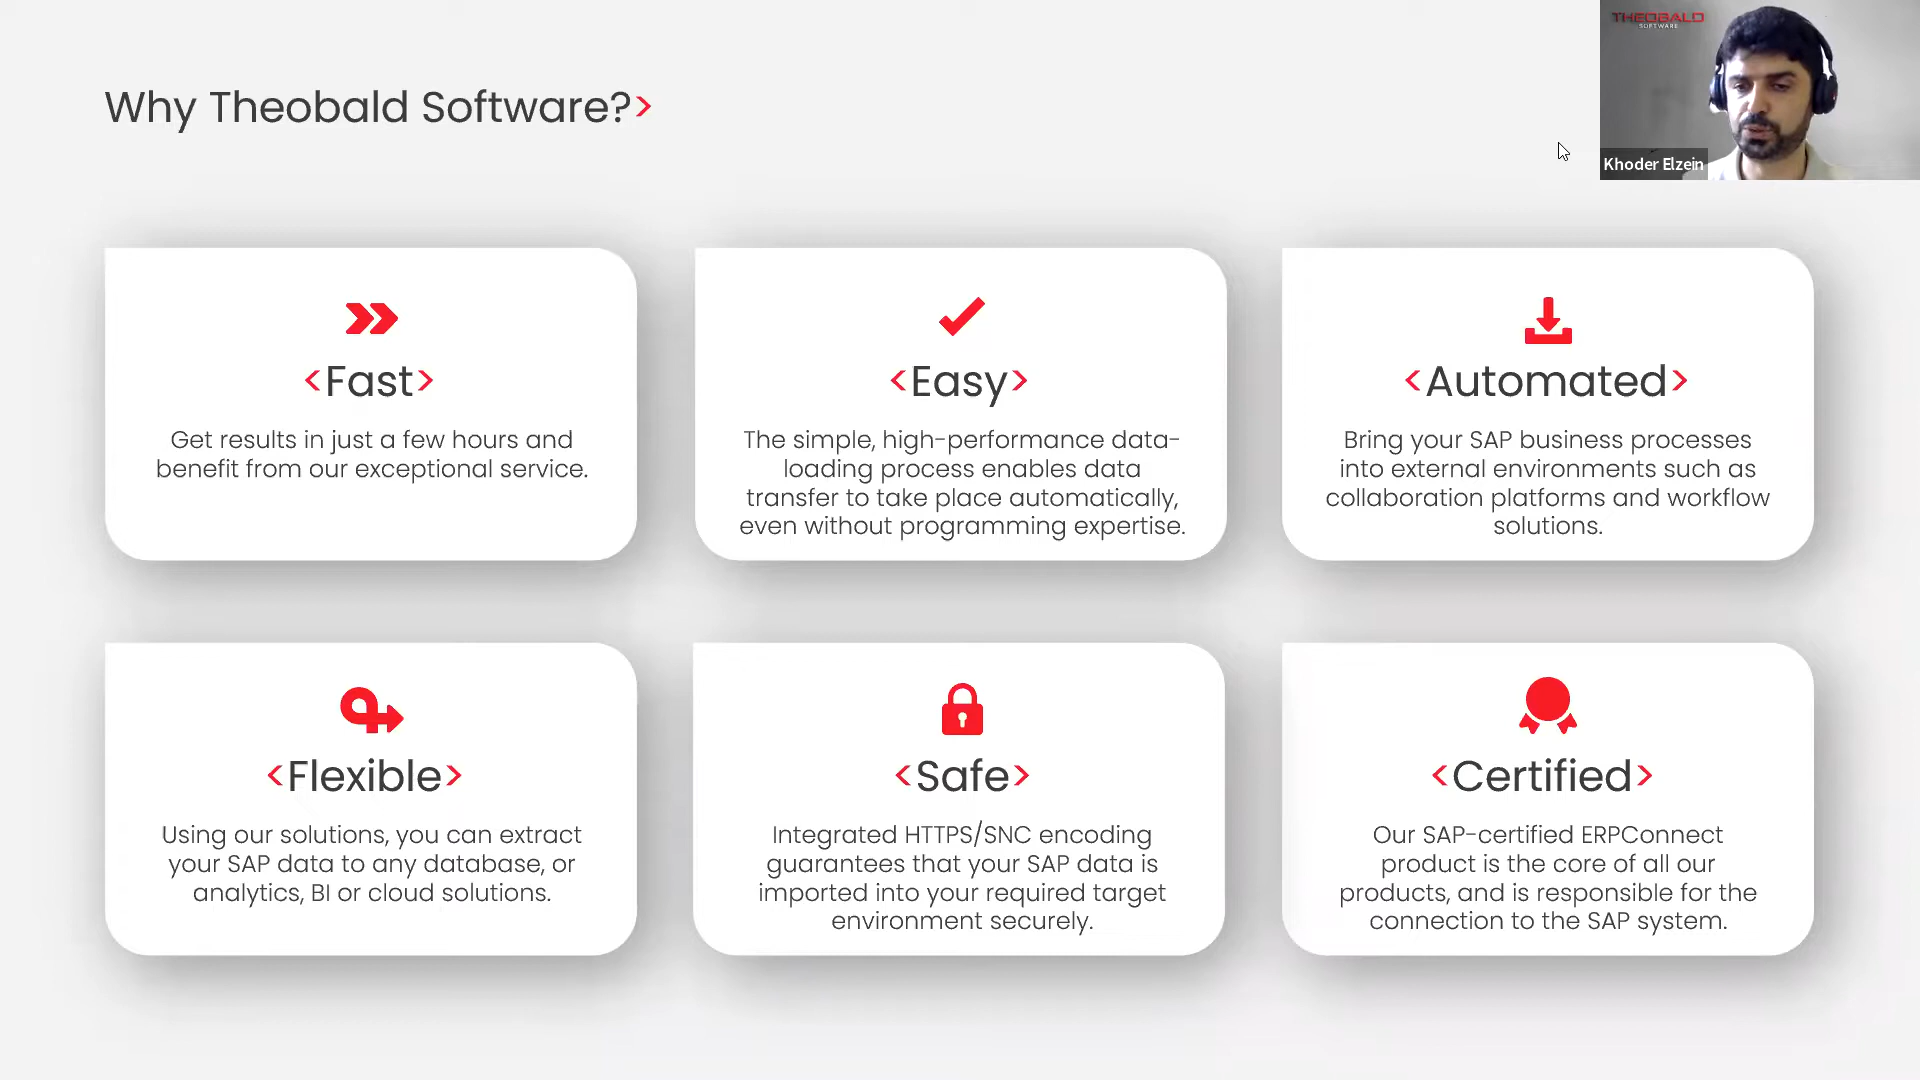 THEOBALD
SOFTWARE
Khoder Elzein
Why Theobald Software?>
<Fast>
Get results in just a few hours and
benefit from our exceptional service.
<Easy>
The simple, high-performance data-
loading process enables data
transfer to take place automatically,
even without programming expertise.
<Automated>
Bring your SAP business processes
into external environments such as
collaboration platforms and workflow
solutions.
<Flexible>
Using our solutions, you can extract
your SAP data to any database, or
analytics, BI or cloud solutions.
<Safe>
Integrated HTTPS/SNC encoding
guarantees that your SAP data is
imported into your required target
environment securely.
<Certified>
Our SAP-certified ERPConnect
product is the core of all our
products, and is responsible for the
connection to the SAP system.